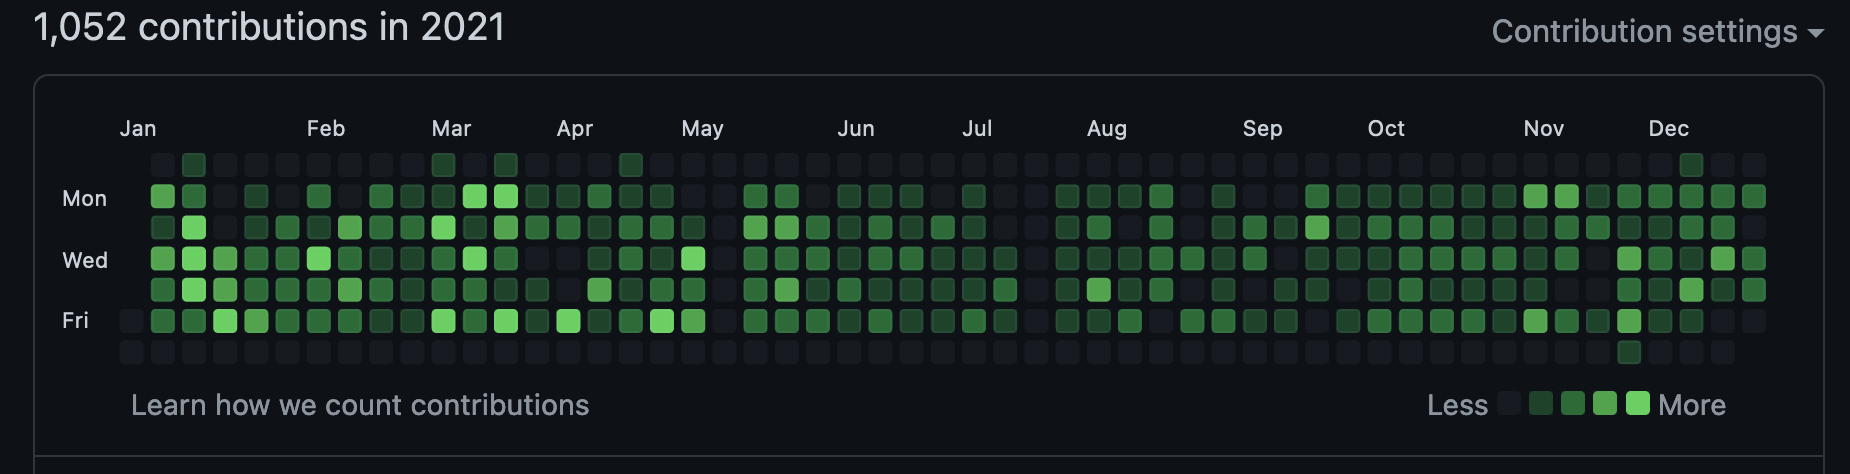 1,052 contributions in 2021
Contribution settings
Jan Feb Mar Apr May Jun Jul Aug Sep Oct Nov Dec
Mon
Wed
Fri
Learn how we count contributions
Less More